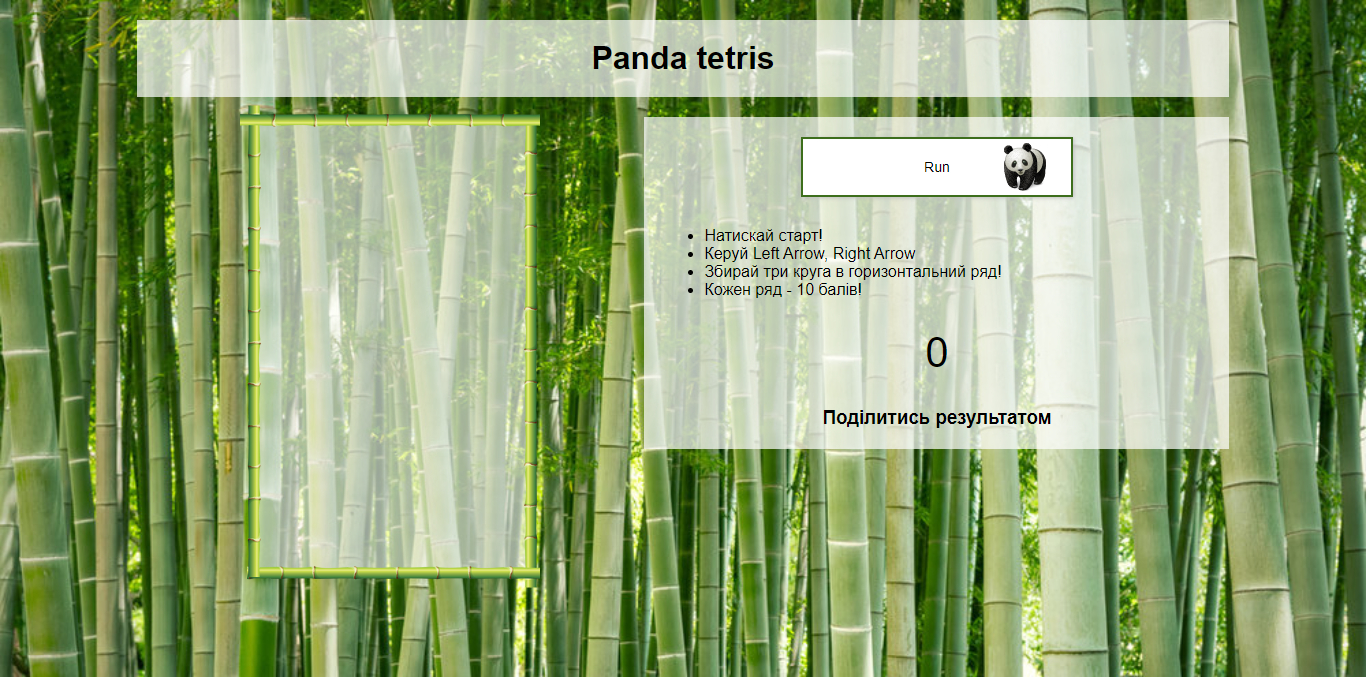 Panda tetris
Run
Натискай старт!
Керуй Left Arrow, Right Arrow
Збирай три круга в горизонтальний ряд!
Кожен ряд - 10 балів!
0
Поділитись результатом